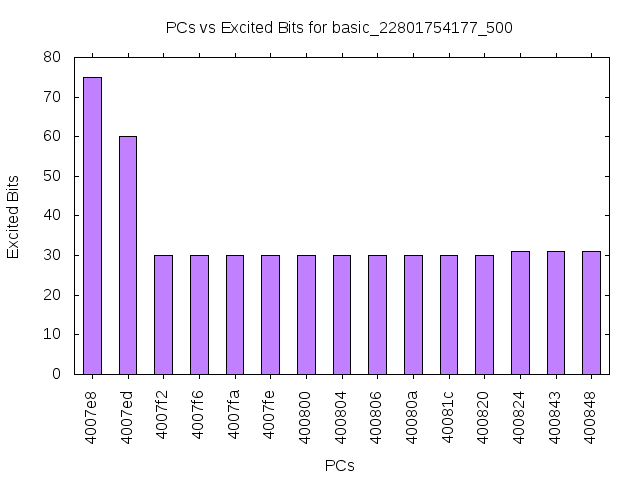 PCs vs Excited Bits for basic_22801754177_500
80
70
60
50
40
30
20
10
0
Excited Bits
4007e8
4007ed
4007f2
4007f6
4007fa
4007fe
400800
400804
400806
40080a
40081c
400820
400824
400843
400848
PCs